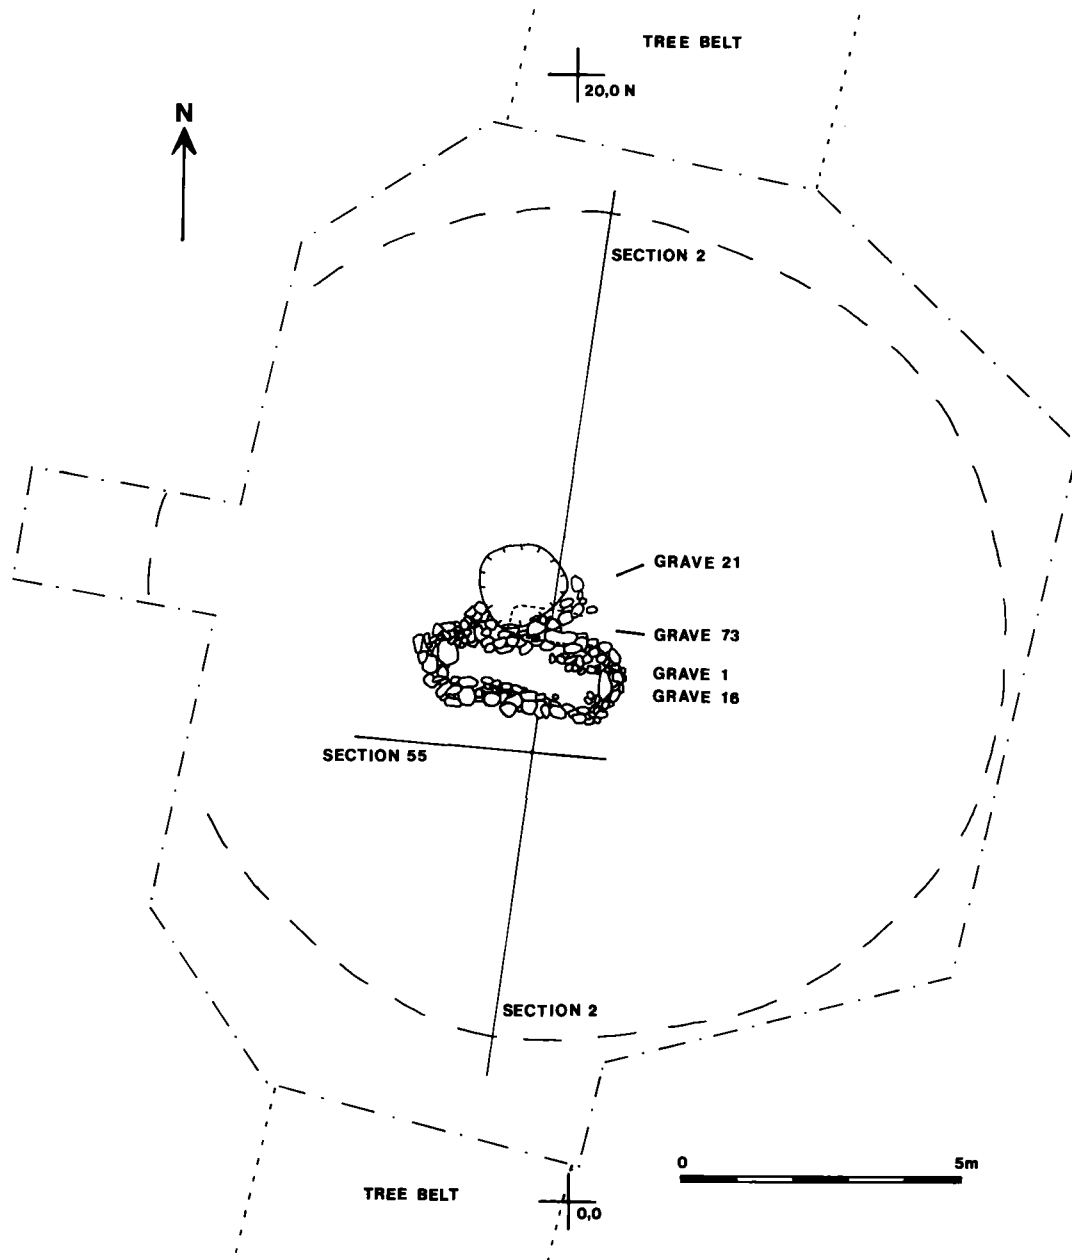 TREE BELT
20,0 N
N
SECTION 2
GRAVE 21
GRAVE 73
GRAVE 1
GRAVE 16
SECTION 55
SECTION 2
0 5m
TREE BELT
0,0